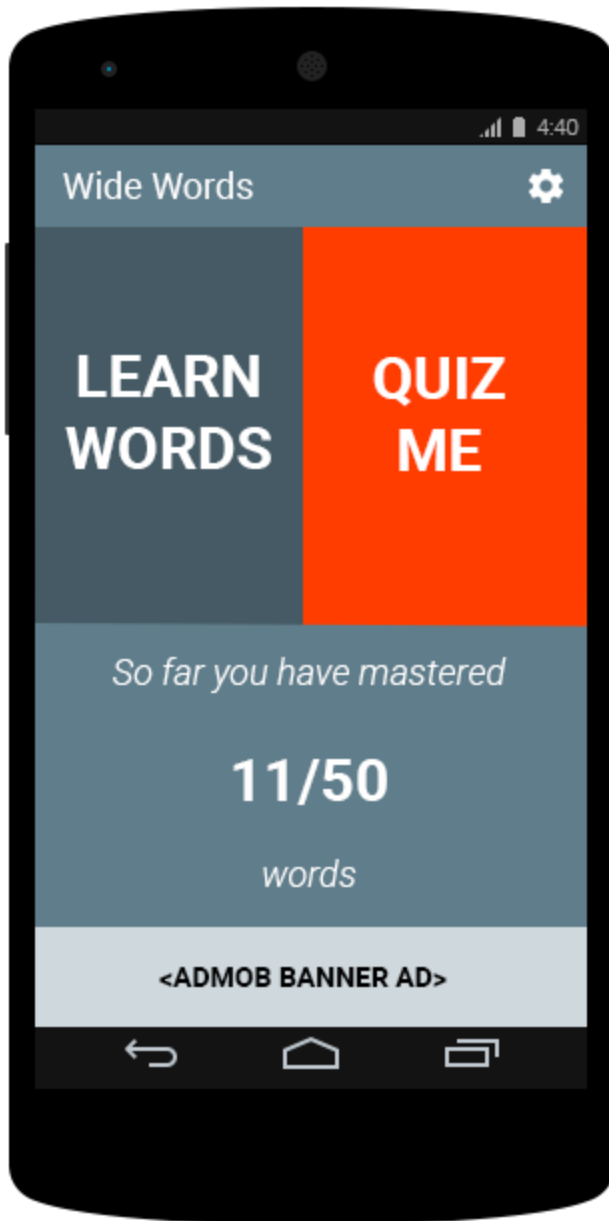 4:40
Wide Words
LEARN
WORDS
QUIZ
ME
So far you have mastered
11/50
words
<ADMOB BANNER AD>